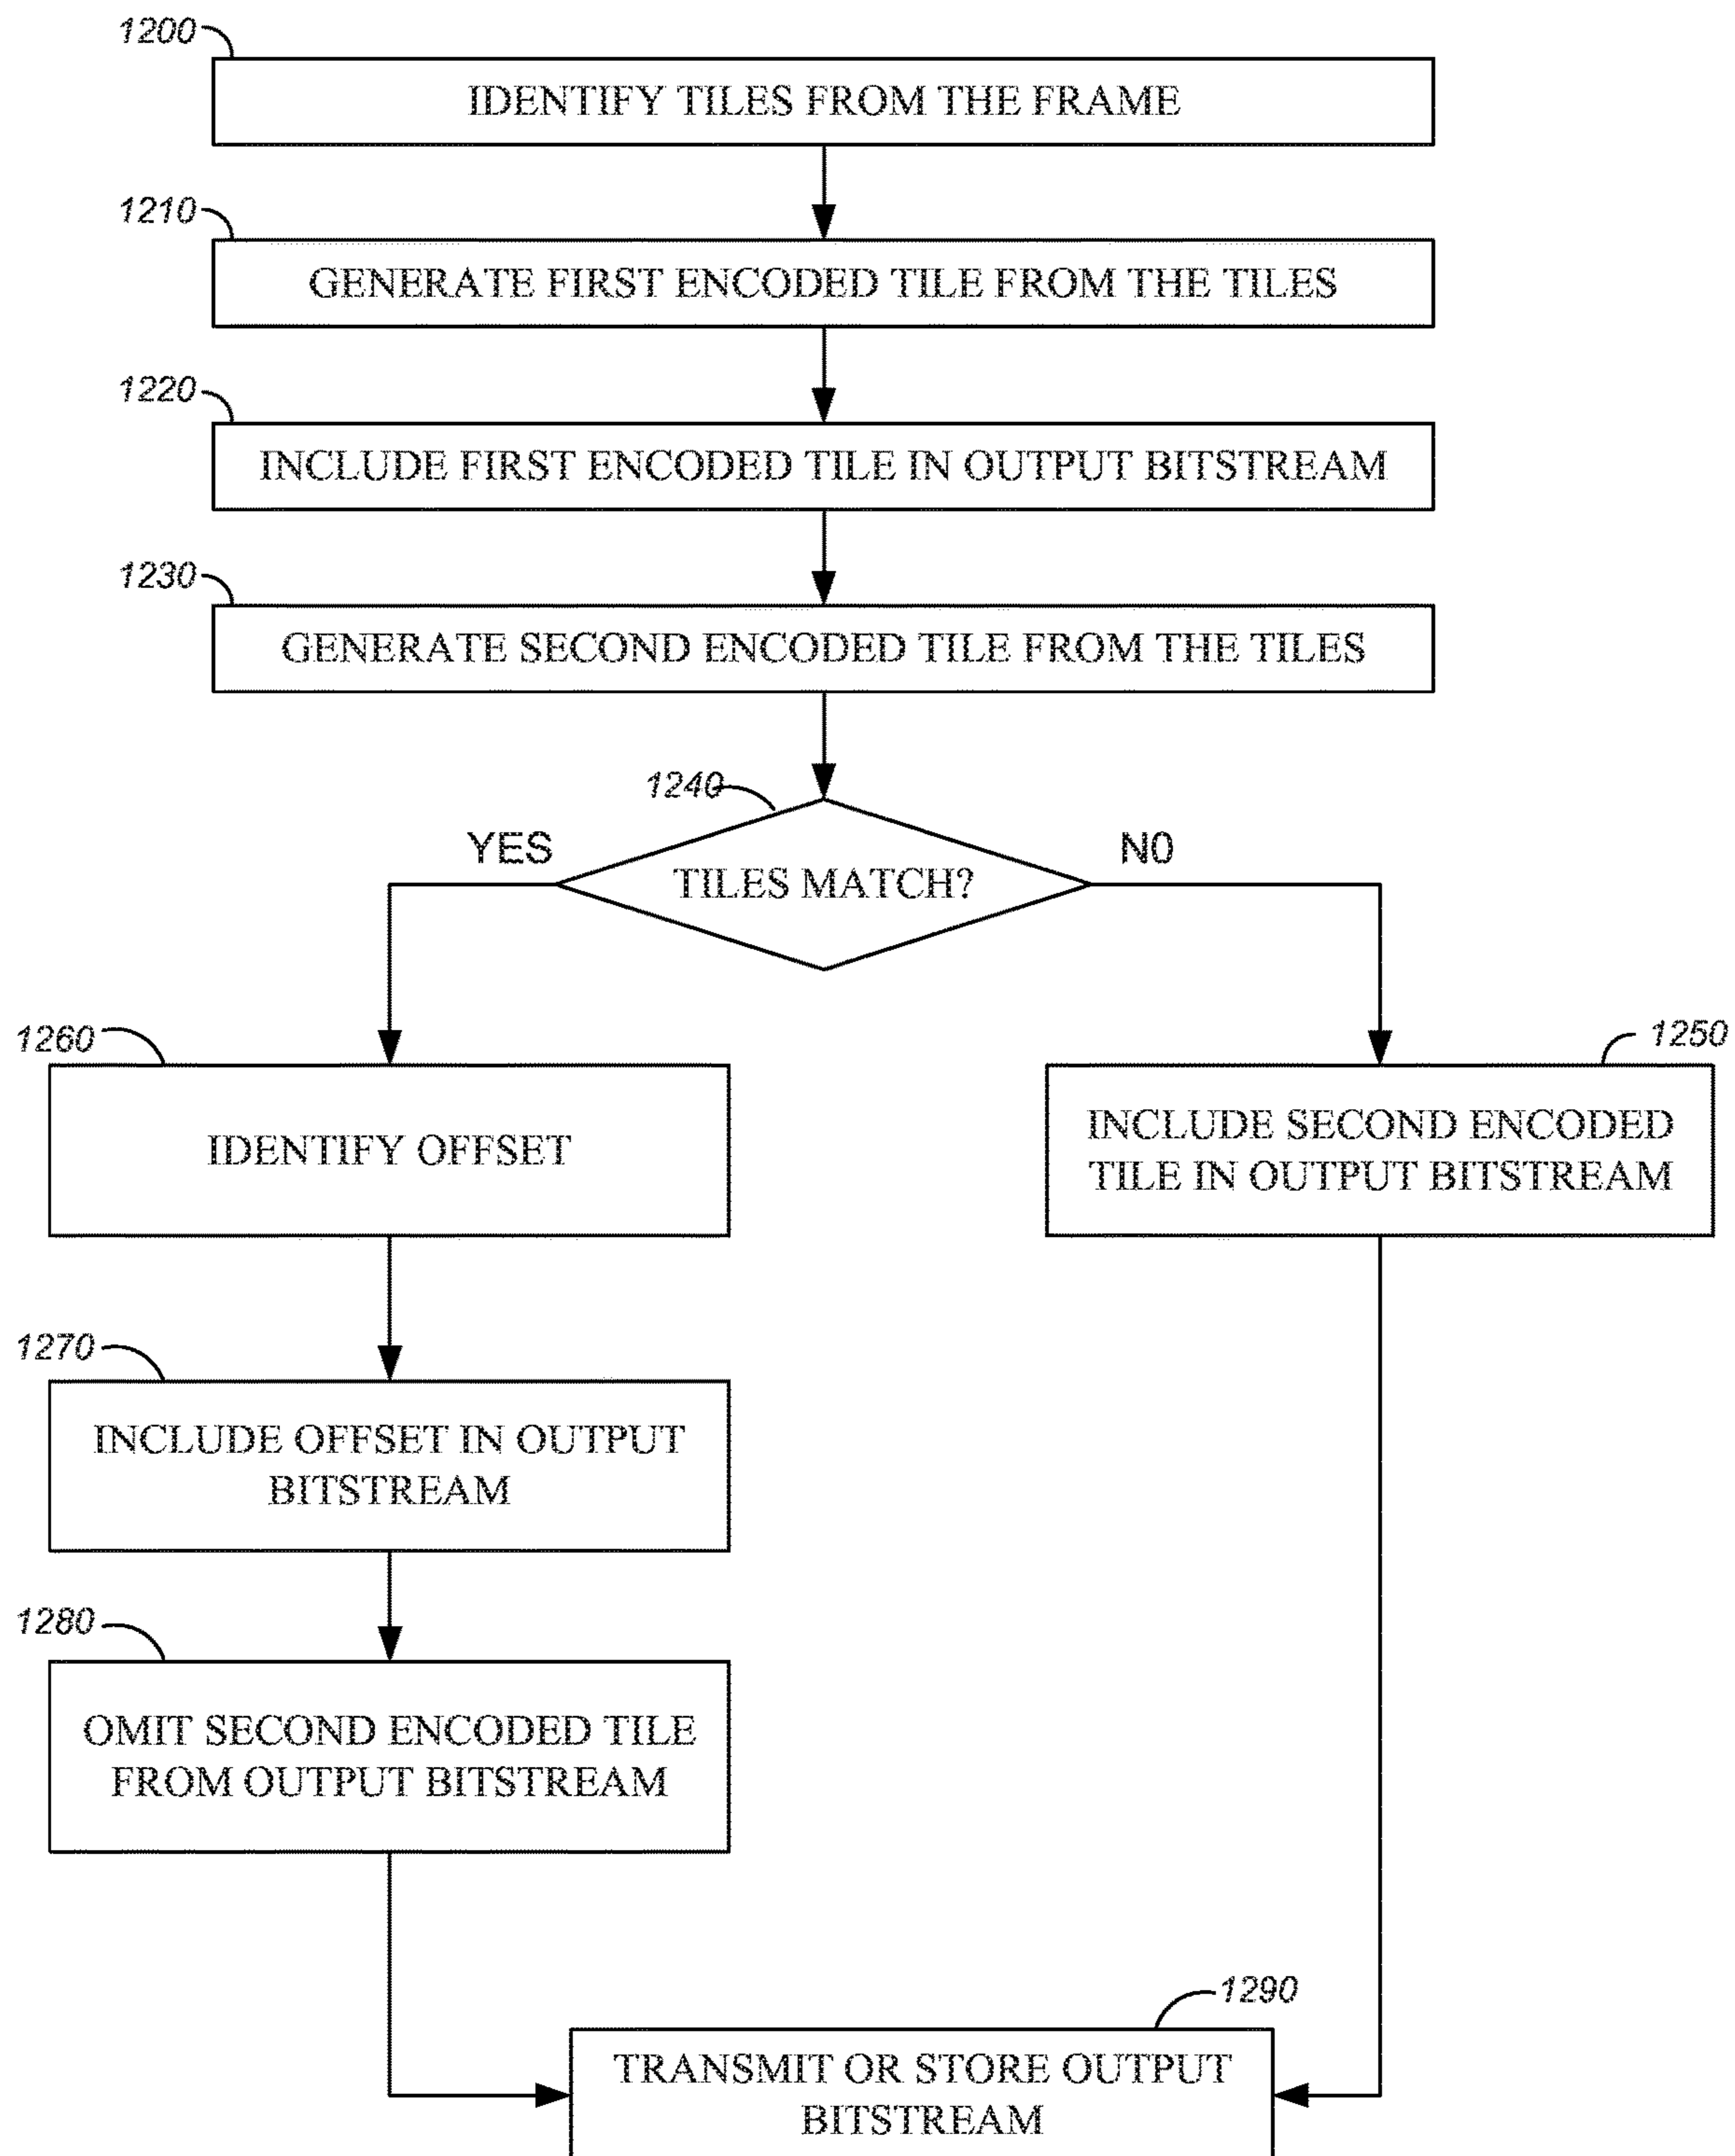 1200
IDENTIFY TILES FROM THE FRAME
1210
GENERATE FIRST ENCODED TILE FROM THE TILES
1220
INCLUDE FIRST ENCODED TILE IN OUTPUT BITSTREAM
1230
GENERATE SECOND ENCODED TILE FROM THE TILES
1240
YES
NO
TILES MATCH?
1260
IDENTIFY OFFSET
1250
INCLUDE SECOND ENCODED
TILE IN OUTPUT BITSTREAM
1270
INCLUDE OFFSET IN OUTPUT
BITSTREAM
1280
OMIT SECOND ENCODED TILE
FROM OUTPUT BITSTREAM
1290
TRANSMIT OR STORE OUTPUT
BITSTREAM